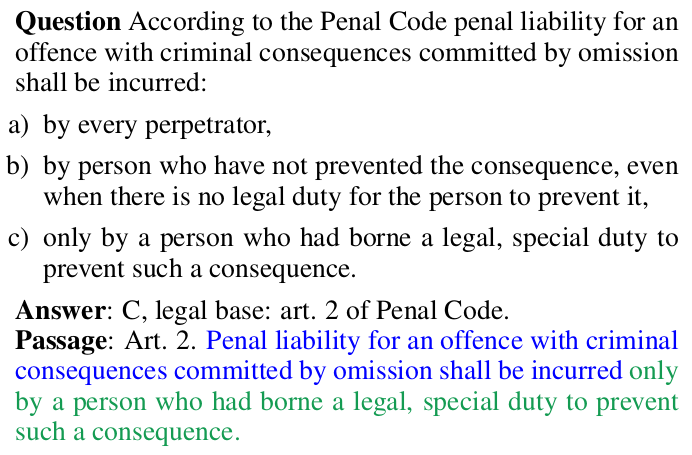 Question According to the Penal Code penal liability for an
offence with criminal consequences committed by omission
shall be incurred:
a) by every perpetrator,
b) by person who have not prevented the consequence, even
when there is no legal duty for the person to prevent it,
c) only by a person who had borne a legal, special duty to
prevent such a consequence.
Answer: C, legal base: art. 2 of Penal Code.
Passage: Art. 2. Penal liability for an offence with criminal
consequences committed by omission shall be incurred only
by a person who had borne a legal, special duty to prevent
such a consequence.